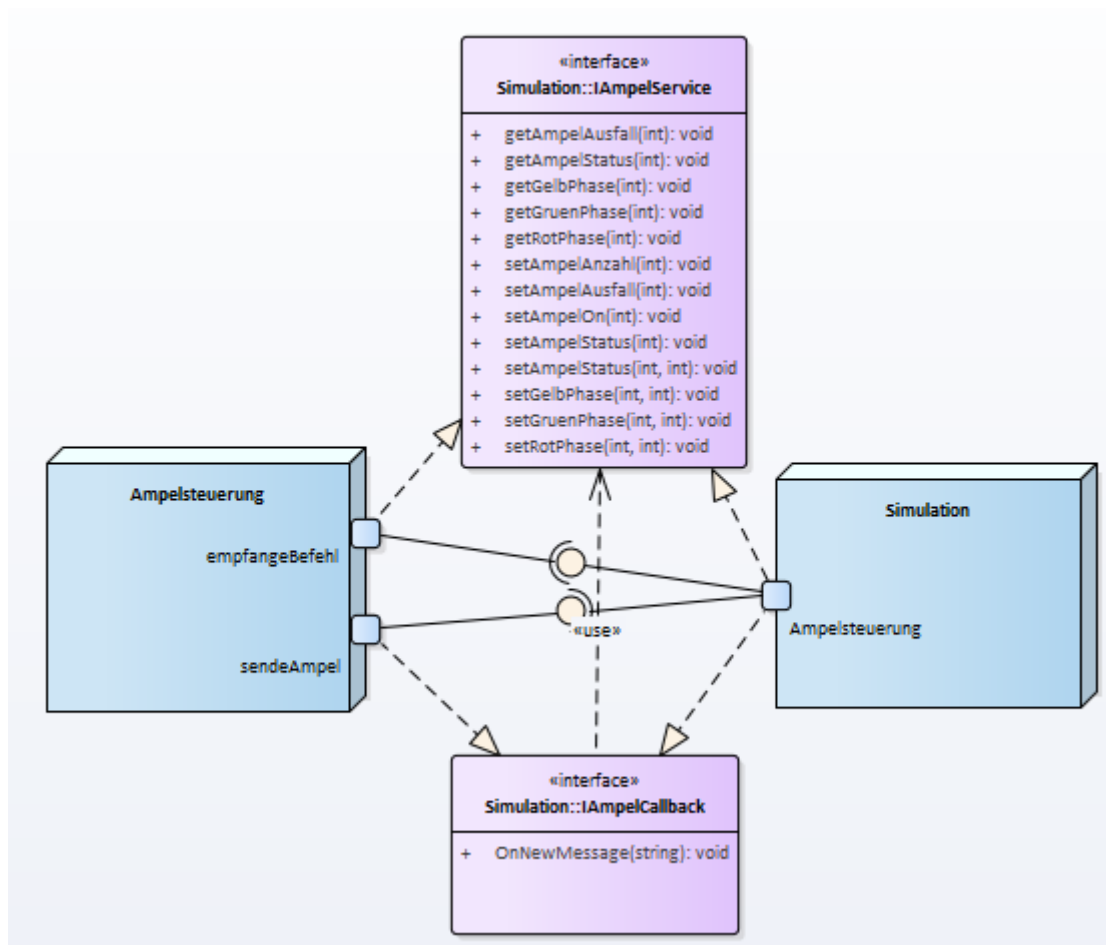 «interface»
Simulation::IAmpelService
+ getAmpelAusfall(int): void
+ getAmpelStatus(int): void
+ getGelbPhase(int): void
+ getGruenPhase(int): void
+ getRotPhase(int): void
+ setAmpelAnzahl(int): void
+ setAmpelAusfall(int): void
+ setAmpelOn(int): void
+ setAmpelStatus(int): void
+ setAmpelStatus(int, int): void
+ setGelbPhase(int, int): void
+ setGruenPhase(int, int): void
+ setRotPhase(int, int): void
Ampelsteuerung
empfangeBefehl
sendeAmpel
«use»
Simulation
Ampelsteuerung
«interface»
Simulation::IAmpelCallback
+ OnNewMessage(string): void